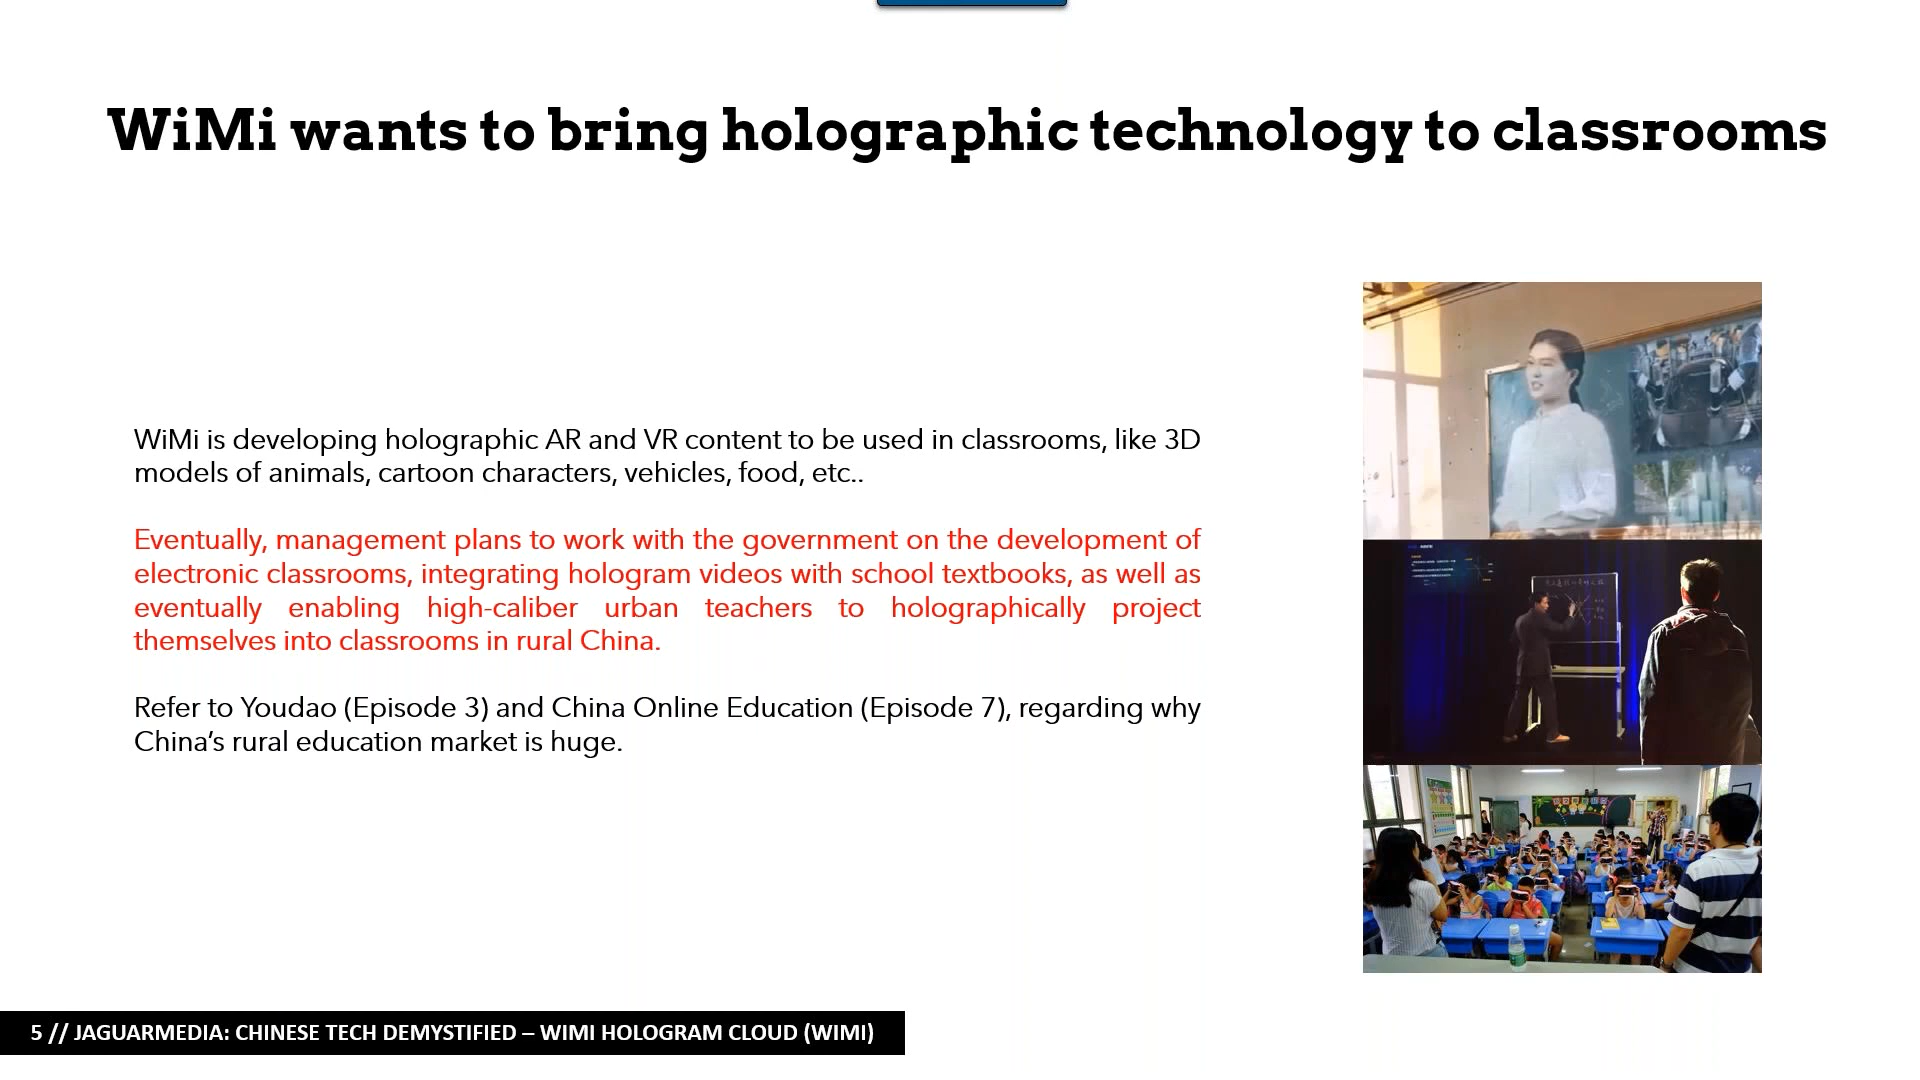 WiMi wants to bring holographic technology to classrooms
WiMi is developing holographic AR and VR content to be used in classrooms, like 3D
models of animals, cartoon characters, vehicles, food, etc..
Eventually, management plans to work with the government on the development of
electronic classrooms, integrating hologram videos with school textbooks, as well as
eventually enabling high-caliber urban teachers to holographically project
themselves into classrooms in rural China.
Refer to Youdao (Episode 3) and China Online Education (Episode 7), regarding why
China’s rural education market is huge.
5 // JAGUARMEDIA: CHINESE TECH DEMYSTIFIED – WIMI HOLOGRAM CLOUD (WIMI)